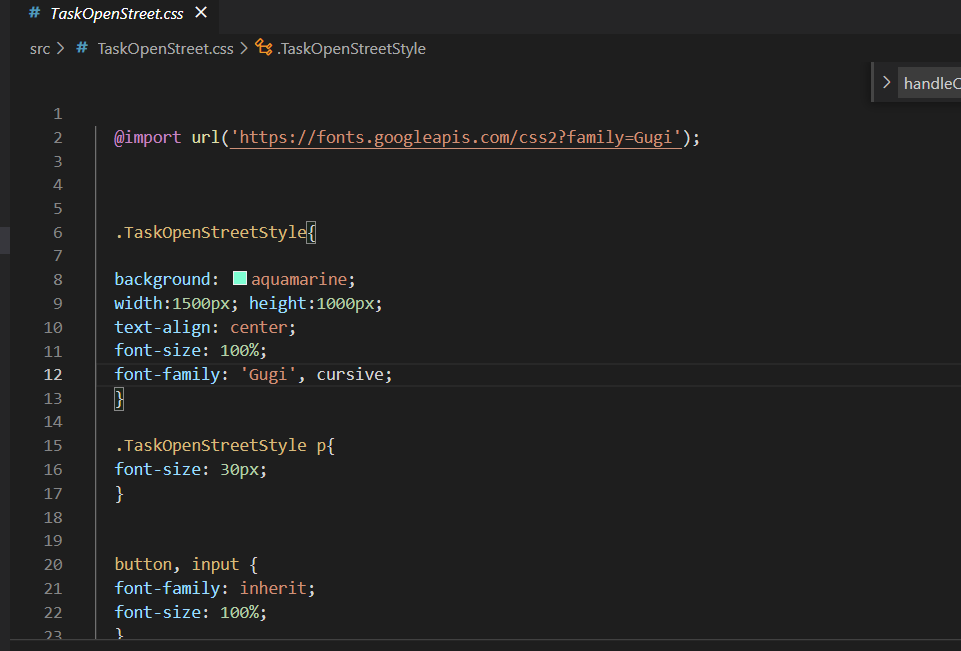 # TaskOpenStreet.css ×
src > # TaskOpenStreet.css > .TaskOpenStreetStyle
> handleC
1
2 @import url('https://fonts.googleapis.com/css2?family=Gugi');
3
4
5
6 .TaskOpenStreetStyle{
7
8 background: aquamarine;
9 width:1500px; height:1000px;
10 text-align: center;
11 font-size: 100%;
12 font-family: 'Gugi', cursive;
13 }
14
15 .TaskOpenStreetStyle p{
16 font-size: 30px;
17 }
18
19
20 button, input {
21 font-family: inherit;
22 font-size: 100%;
23 }